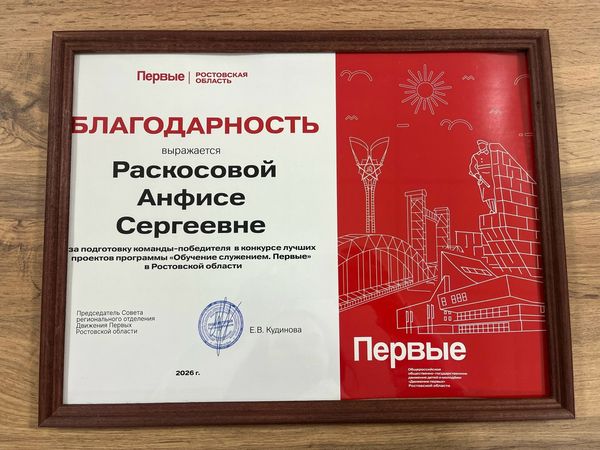 Первые РОСТОВСКАЯ
ОБЛАСТЬ
БЛАГОДАРНОСТЬ
выражается
Раскосовой
Анфисе
Сергеевне
за подготовку команды-победителя в конкурсе лучших
проектов программы «Обучение служением. Первые»
в Ростовской области
Председатель Совета
регионального отделения
Движения Первых
Ростовской области
Е.В. Кудинова
2026 г.
Первые
Общероссийское
общественно-государственное
движение детей и молодёжи
«Движение первых»
Ростовской области